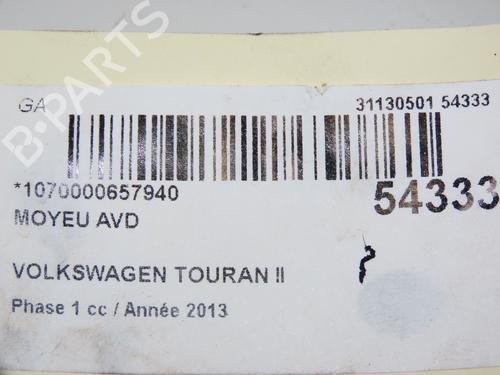 B-PARTS
GA
31130501 54333
*1070000657940
54333
MOYEU AVD
VOLKSWAGEN TOURAN II
Phase 1 cc / Année 2013